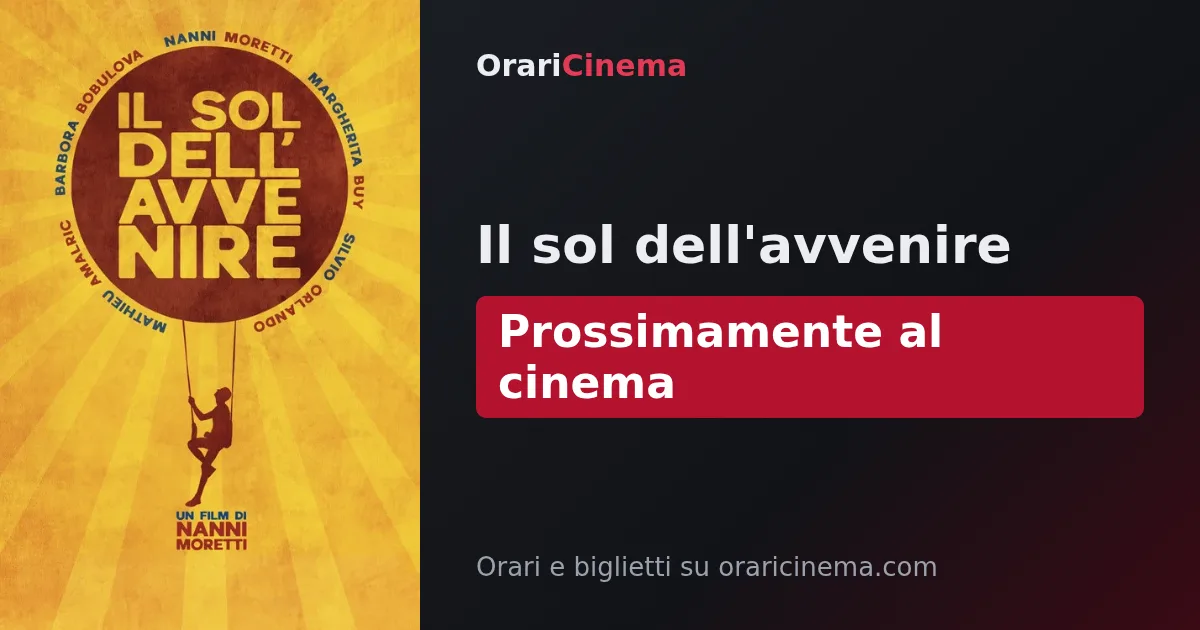 NANNI MORETTI
MARGHERITA BUY
SILVIO ORLANDO
MATHIEU AMALRIC
BARBORA BOBULOVA
IL SOL
DELL'
AVVE
NIRE
UN FILM DI
NANNI
MORETTI
OrariCinema
Il sol dell'avvenire
Prossimamente al
cinema
Orari e biglietti su oraricinema.com